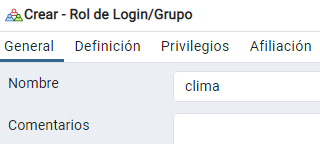 Crear - Rol de Login/Grupo
General Definición Privilegios Afiliación
Nombre clima
Comentarios